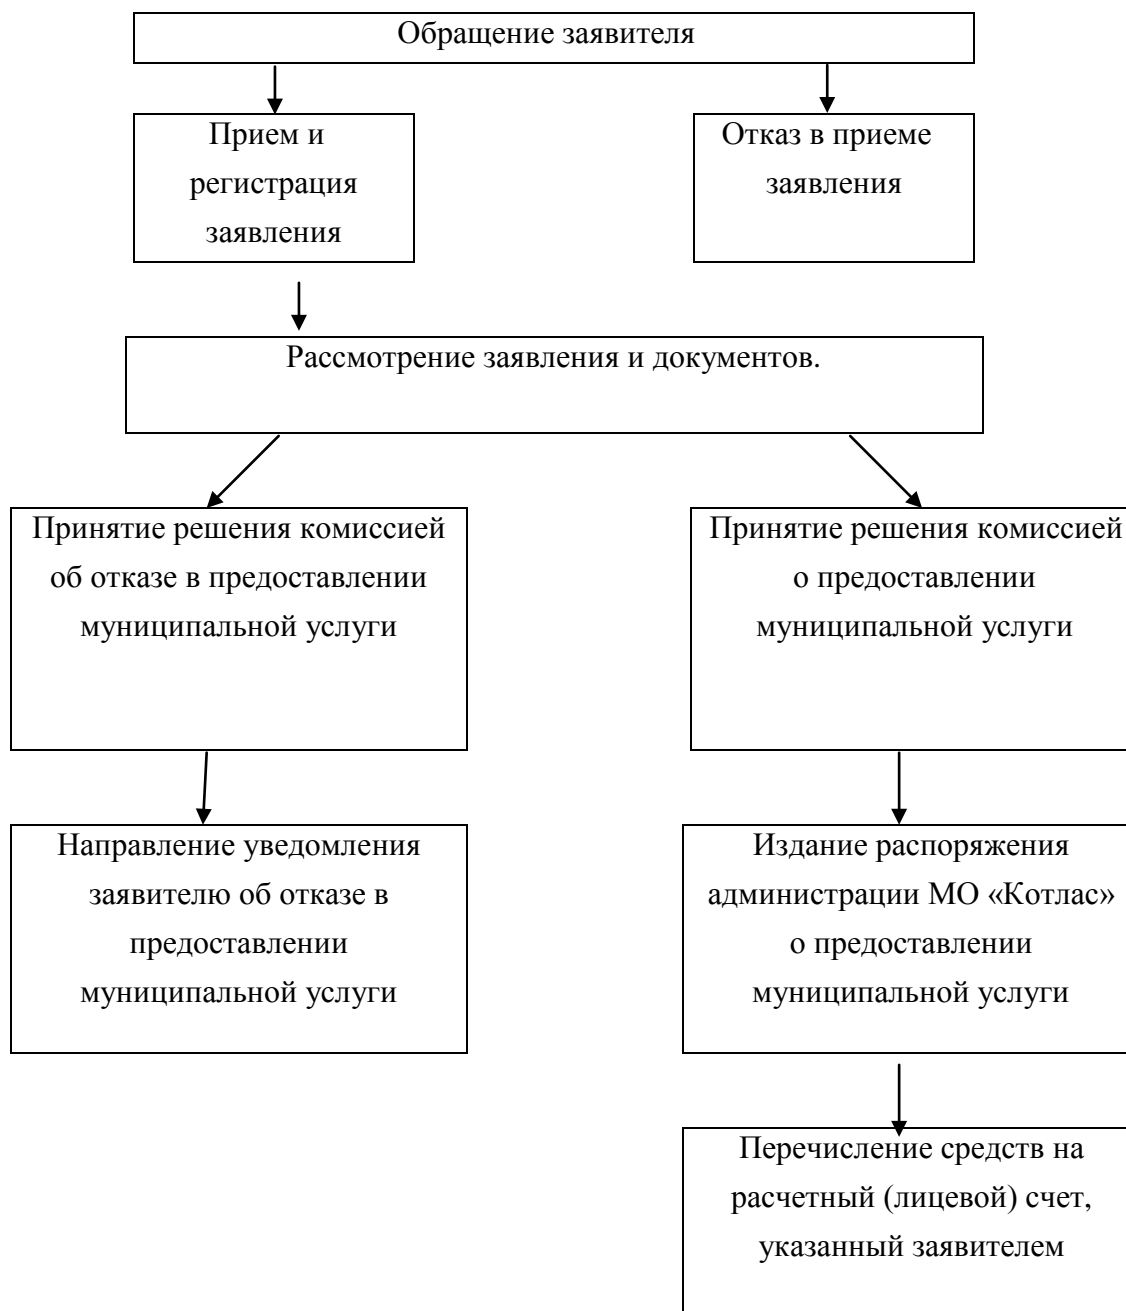 Обращение заявителя
Прием и
регистрация
заявления
Отказ в приеме
заявления
Рассмотрение заявления и документов.
Принятие решения комиссией
об отказе в предоставлении
муниципальной услуги
Принятие решения комиссией
о предоставлении
муниципальной услуги
Направление уведомления
заявителю об отказе в
предоставлении
муниципальной услуги
Издание распоряжения
администрации МО «Котлас»
о предоставлении
муниципальной услуги
Перечисление средств на
расчетный (лицевой) счет,
указанный заявителем